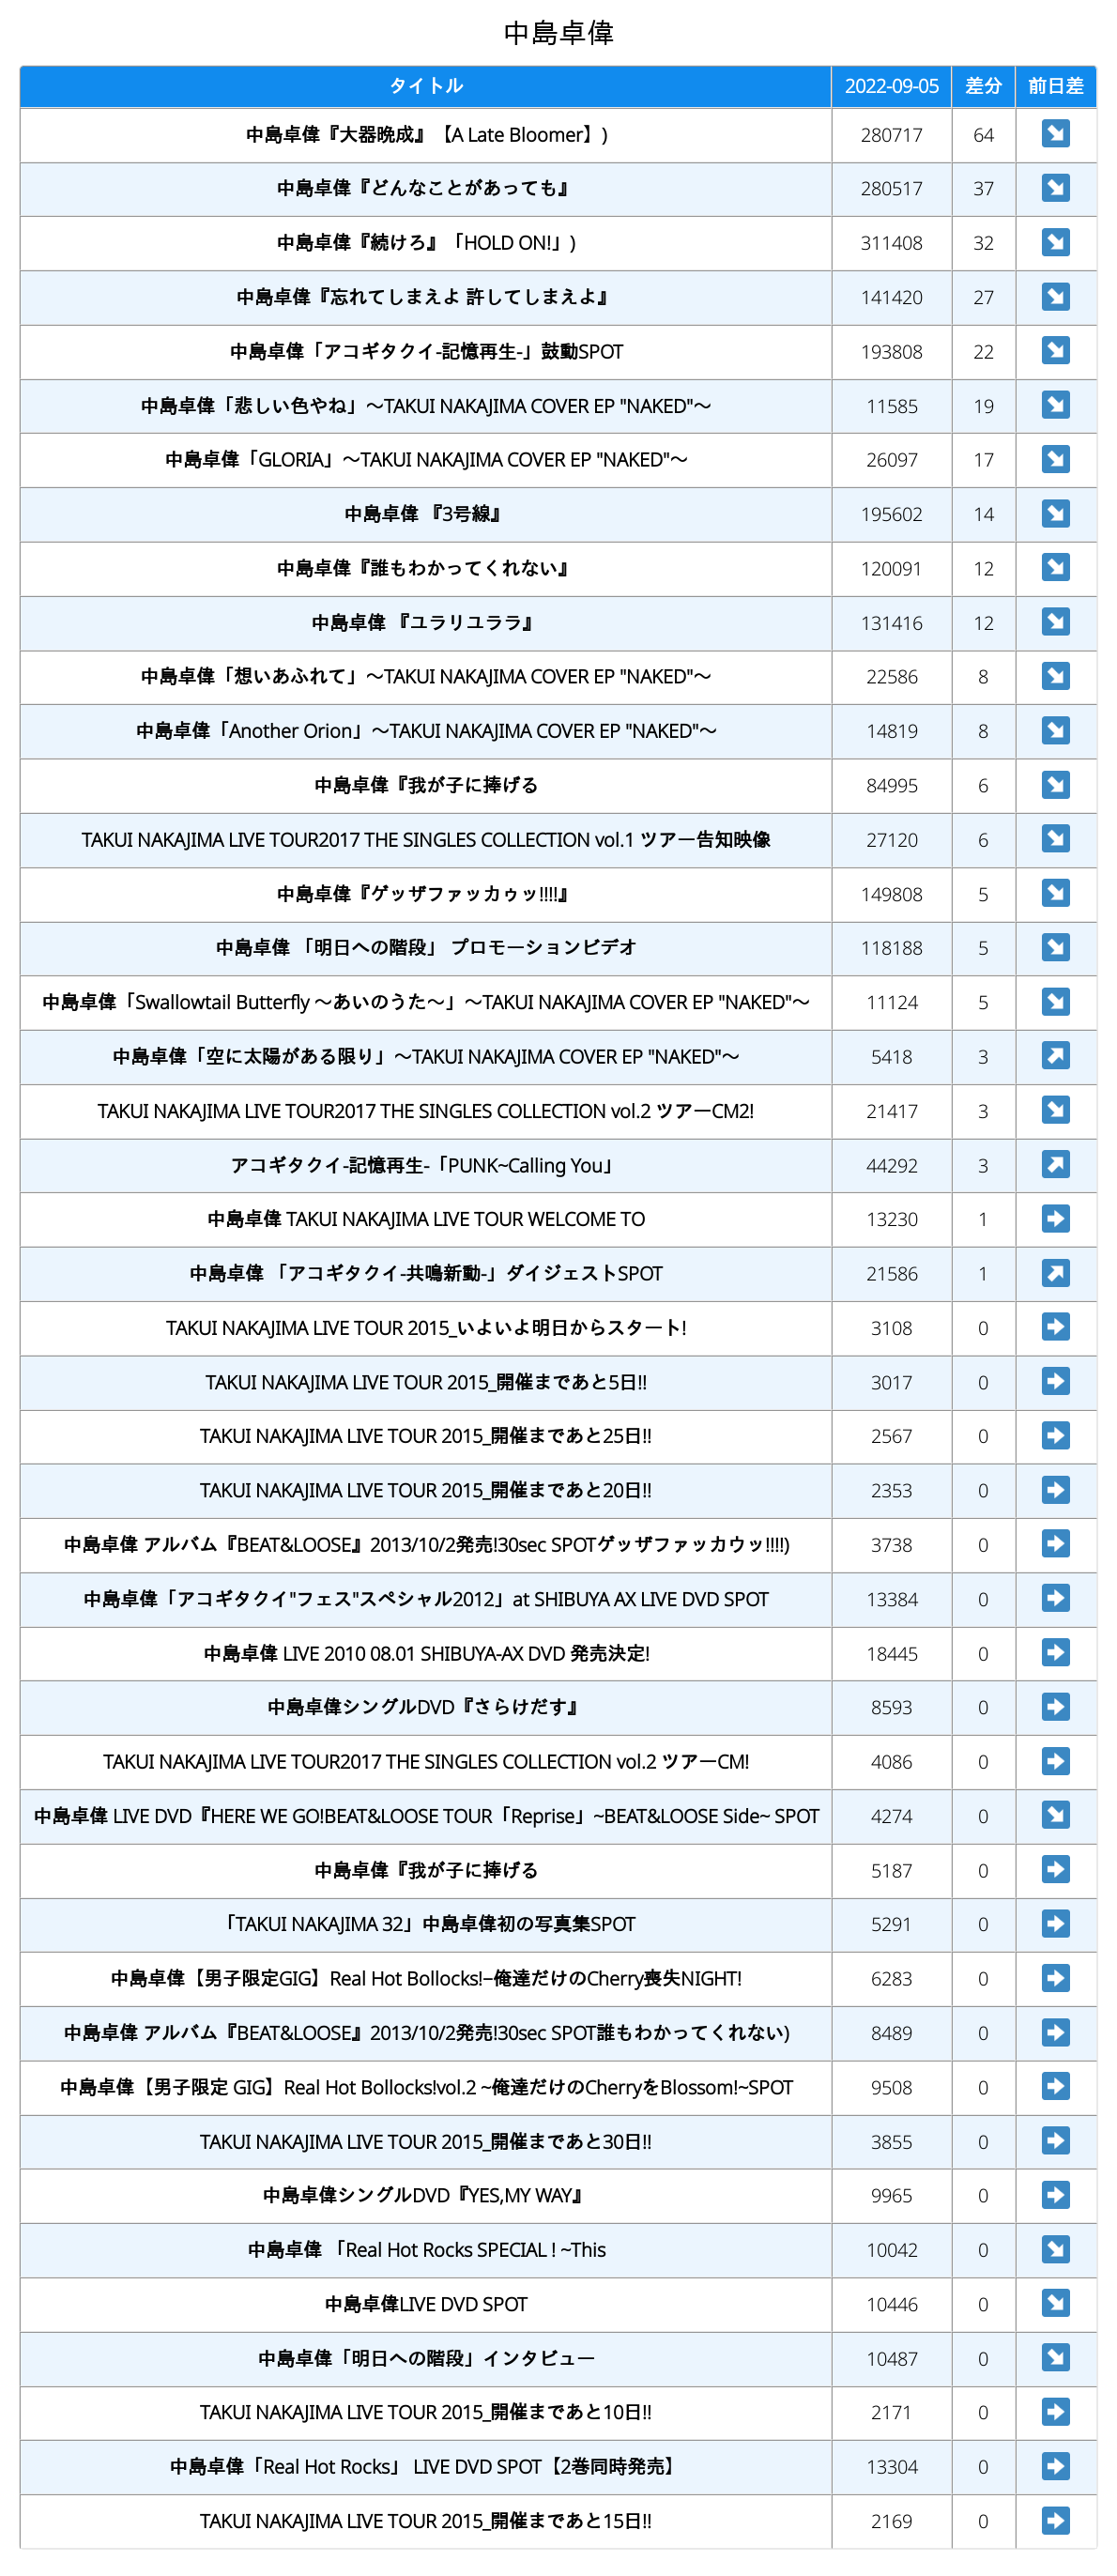 中島卓偉
タイトル 2022-09-05 差分 前日差
中島卓偉『大器晩成』【A Late Bloomer】) 280717 64 ↘
中島卓偉『どんなことがあっても』 280517 37 ↘
中島卓偉『続けろ』「HOLD ON!」) 311408 32 ↘
中島卓偉『忘れてしまえよ 許してしまえよ』 141420 27 ↘
中島卓偉「アコギタクイ-記憶再生-」鼓動SPOT 193808 22 ↘
中島卓偉「悲しい色やね」〜TAKUI NAKAJIMA COVER EP "NAKED"〜 11585 19 ↘
中島卓偉「GLORIA」〜TAKUI NAKAJIMA COVER EP "NAKED"〜 26097 17 ↘
中島卓偉 『3号線』 195602 14 ↘
中島卓偉『誰もわかってくれない』 120091 12 ↘
中島卓偉 『ユラリユララ』 131416 12 ↘
中島卓偉「想いあふれて」〜TAKUI NAKAJIMA COVER EP "NAKED"〜 22586 8 ↘
中島卓偉「Another Orion」〜TAKUI NAKAJIMA COVER EP "NAKED"〜 14819 8 ↘
中島卓偉『我が子に捧げる 84995 6 ↘
TAKUI NAKAJIMA LIVE TOUR2017 THE SINGLES COLLECTION vol.1 ツアー告知映像 27120 6 ↘
中島卓偉『ゲッザファッカゥッ!!!!』 149808 5 ↘
中島卓偉 「明日への階段」 プロモーションビデオ 118188 5 ↘
中島卓偉「Swallowtail Butterfly 〜あいのうた〜」〜TAKUI NAKAJIMA COVER EP "NAKED"〜 11124 5 ↘
中島卓偉「空に太陽がある限り」〜TAKUI NAKAJIMA COVER EP "NAKED"〜 5418 3 ↗
TAKUI NAKAJIMA LIVE TOUR2017 THE SINGLES COLLECTION vol.2 ツアーCM2! 21417 3 ↘
アコギタクイ-記憶再生-「PUNK~Calling You」 44292 3 ↗
中島卓偉 TAKUI NAKAJIMA LIVE TOUR WELCOME TO 13230 1 ➡
中島卓偉 「アコギタクイ-共鳴新動-」ダイジェストSPOT 21586 1 ↗
TAKUI NAKAJIMA LIVE TOUR 2015_いよいよ明日からスタート! 3108 0 ➡
TAKUI NAKAJIMA LIVE TOUR 2015_開催まであと5日!! 3017 0 ➡
TAKUI NAKAJIMA LIVE TOUR 2015_開催まであと25日!! 2567 0 ➡
TAKUI NAKAJIMA LIVE TOUR 2015_開催まであと20日!! 2353 0 ➡
中島卓偉 アルバム『BEAT&LOOSE』2013/10/2発売!30sec SPOTゲッザファッカウッ!!!!) 3738 0 ➡
中島卓偉「アコギタクイ"フェス"スペシャル2012」at SHIBUYA AX LIVE DVD SPOT 13384 0 ➡
中島卓偉 LIVE 2010 08.01 SHIBUYA-AX DVD 発売決定! 18445 0 ➡
中島卓偉シングルDVD『さらけだす』 8593 0 ➡
TAKUI NAKAJIMA LIVE TOUR2017 THE SINGLES COLLECTION vol.2 ツアーCM! 4086 0 ➡
中島卓偉 LIVE DVD『HERE WE GO!BEAT&LOOSE TOUR「Reprise」~BEAT&LOOSE Side~ SPOT 4274 0 ↘
中島卓偉『我が子に捧げる 5187 0 ➡
「TAKUI NAKAJIMA 32」中島卓偉初の写真集SPOT 5291 0 ➡
中島卓偉【男子限定GIG】Real Hot Bollocks!−俺達だけのCherry喪失NIGHT! 6283 0 ➡
中島卓偉 アルバム『BEAT&LOOSE』2013/10/2発売!30sec SPOT誰もわかってくれない) 8489 0 ➡
中島卓偉【男子限定 GIG】Real Hot Bollocks!vol.2 ~俺達だけのCherryをBlossom!~SPOT 9508 0 ➡
TAKUI NAKAJIMA LIVE TOUR 2015_開催まであと30日!! 3855 0 ➡
中島卓偉シングルDVD『YES,MY WAY』 9965 0 ➡
中島卓偉 「Real Hot Rocks SPECIAL ! ~This 10042 0 ↘
中島卓偉LIVE DVD SPOT 10446 0 ↘
中島卓偉「明日への階段」インタビュー 10487 0 ↘
TAKUI NAKAJIMA LIVE TOUR 2015_開催まであと10日!! 2171 0 ➡
中島卓偉「Real Hot Rocks」 LIVE DVD SPOT【2巻同時発売】 13304 0 ➡
TAKUI NAKAJIMA LIVE TOUR 2015_開催まであと15日!! 2169 0 ➡